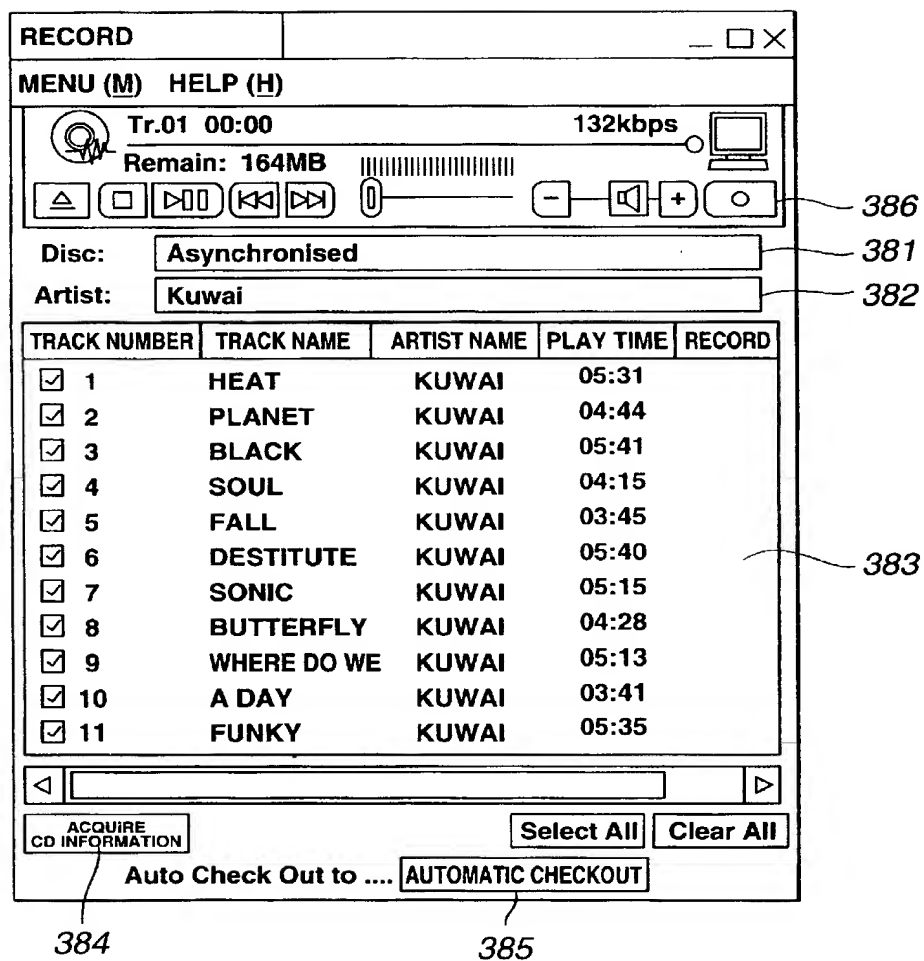 RECORD
MENU (M) HELP (H)
Tr.01 00:00 132kbps
Remain: 164MB
386
Disc: Asynchronised 381
Artist: Kuwai 382
TRACK NUMBER TRACK NAME ARTIST NAME PLAY TIME RECORD
1 HEAT KUWAI 05:31
2 PLANET KUWAI 04:44
3 BLACK KUWAI 05:41
4 SOUL KUWAI 04:15
5 FALL KUWAI 03:45
6 DESTITUTE KUWAI 05:40 383
7 SONIC KUWAI 05:15
8 BUTTERFLY KUWAI 04:28
9 WHERE DO WE KUWAI 05:13
10 A DAY KUWAI 03:41
11 FUNKY KUWAI 05:35
ACQUIRE
CD INFORMATION
Select All Clear All
Auto Check Out to .... AUTOMATIC CHECKOUT
384 385